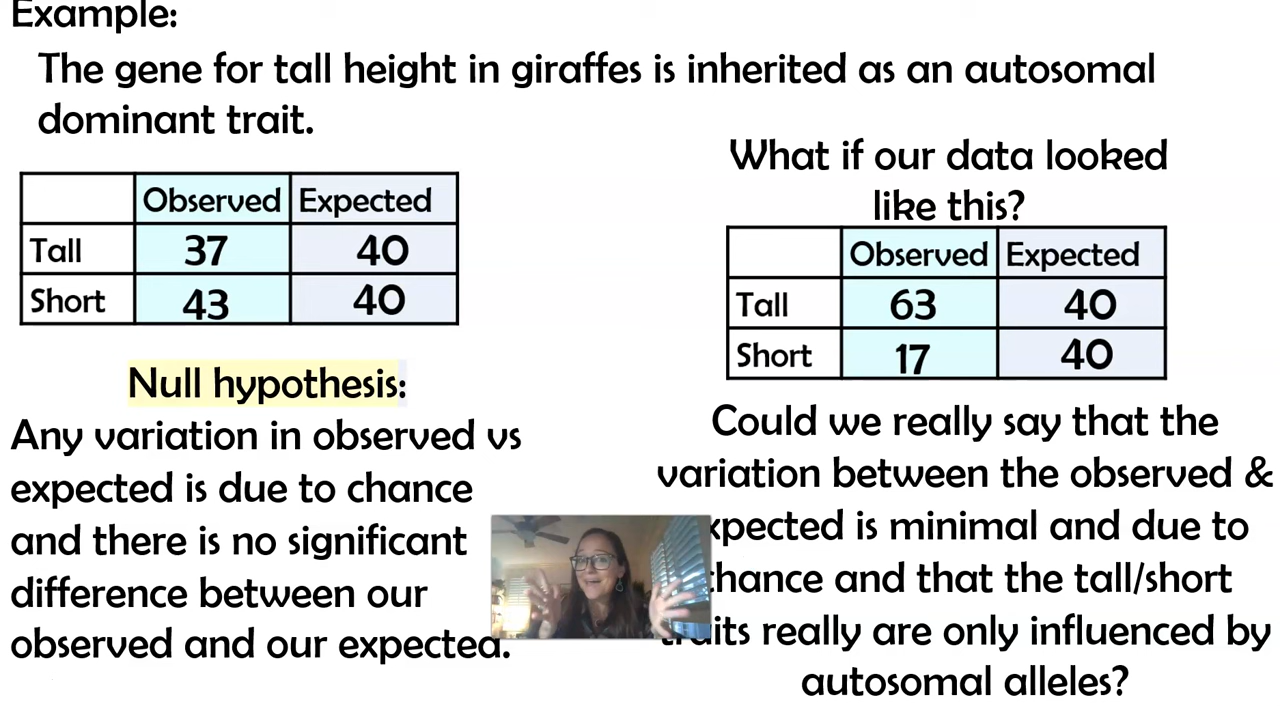 Example:
The gene for tall height in giraffes is inherited as an autosomal
dominant trait.
Observed Expected
Tall 37 40
Short 43 40
Null hypothesis:
Any variation in observed vs
expected is due to chance
and there is no significant
difference between our
observed and our expected.
What if our data looked
like this?
Observed Expected
Tall 63 40
Short 17 40
Could we really say that the
variation between the observed &
xpected is minimal and due to
chance and that the tall/short
traits really are only influenced by
autosomal alleles?